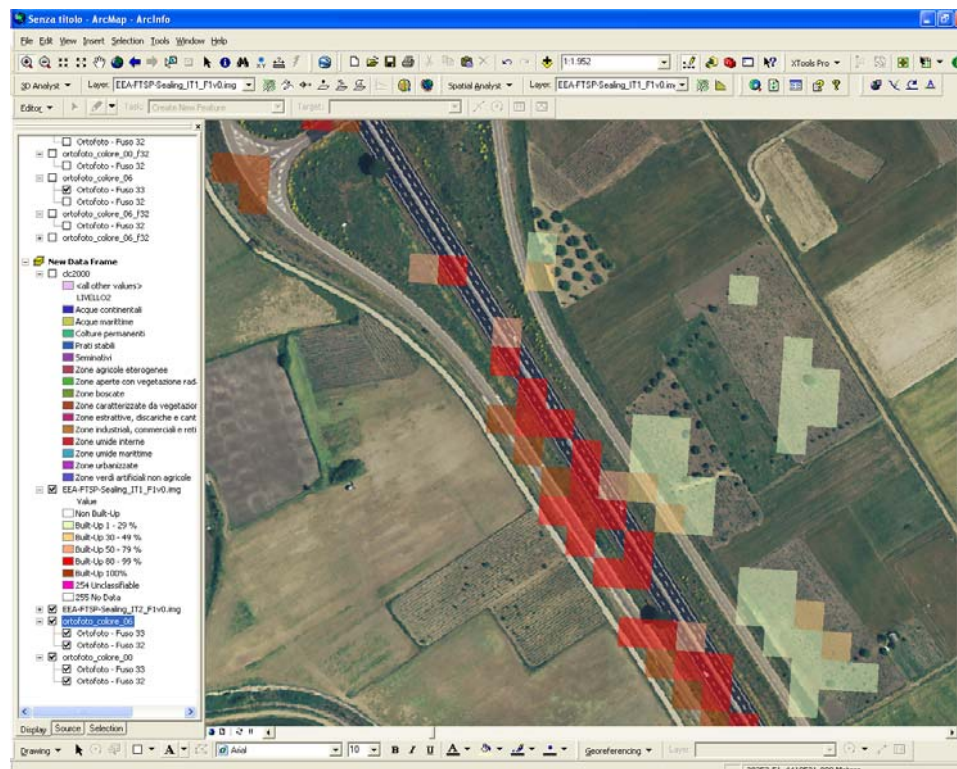 Senza titolo - ArcMap - ArcInfo
File Edit View Insert Selection Tools Window Help
1:1.952
XTools Pro
3D Analyst Layer: EEA-FTSP-Sealing_IT1_F1v0.img Spatial Analyst Layer: EEA-FTSP-Sealing_IT1_F1v0.im
Editor Task: Create New Feature Target:
Ortofoto - Fuso 32
ortofoto_colore_00_f32
Ortofoto - Fuso 32
ortofoto_colore_06
Ortofoto - Fuso 33
Ortofoto - Fuso 32
ortofoto_colore_06_f32
Ortofoto - Fuso 32
ortofoto_colore_06_f32
New Data Frame
clc2000
<all other values>
LIVELLO2
Acque continentali
Acque marittime
Colture permanenti
Prati stabili
Seminativi
Zone agricole eterogenee
Zone aperte con vegetazione rad
Zone boscate
Zone caratterizzate da vegetazion
Zone estrattive, discariche e cant
Zone industriali, commerciali e reti
Zone umide interne
Zone umide marittime
Zone urbanizzate
Zone verdi artificiali non agricole
EEA-FTSP-Sealing_IT1_F1v0.img
Value
Non Built-Up
Built-Up 1 - 29 %
Built-Up 30 - 49 %
Built-Up 50 - 79 %
Built-Up 80 - 99 %
Built-Up 100%
254 Unclassifiable
255 No Data
EEA-FTSP-Sealing_IT2_F1v0.img
ortofoto_colore_06
Ortofoto - Fuso 33
Ortofoto - Fuso 32
ortofoto_colore_00
Ortofoto - Fuso 33
Ortofoto - Fuso 32
Display Source Selection
Drawing A Arial 10 B I U A Georeferencing Layer: